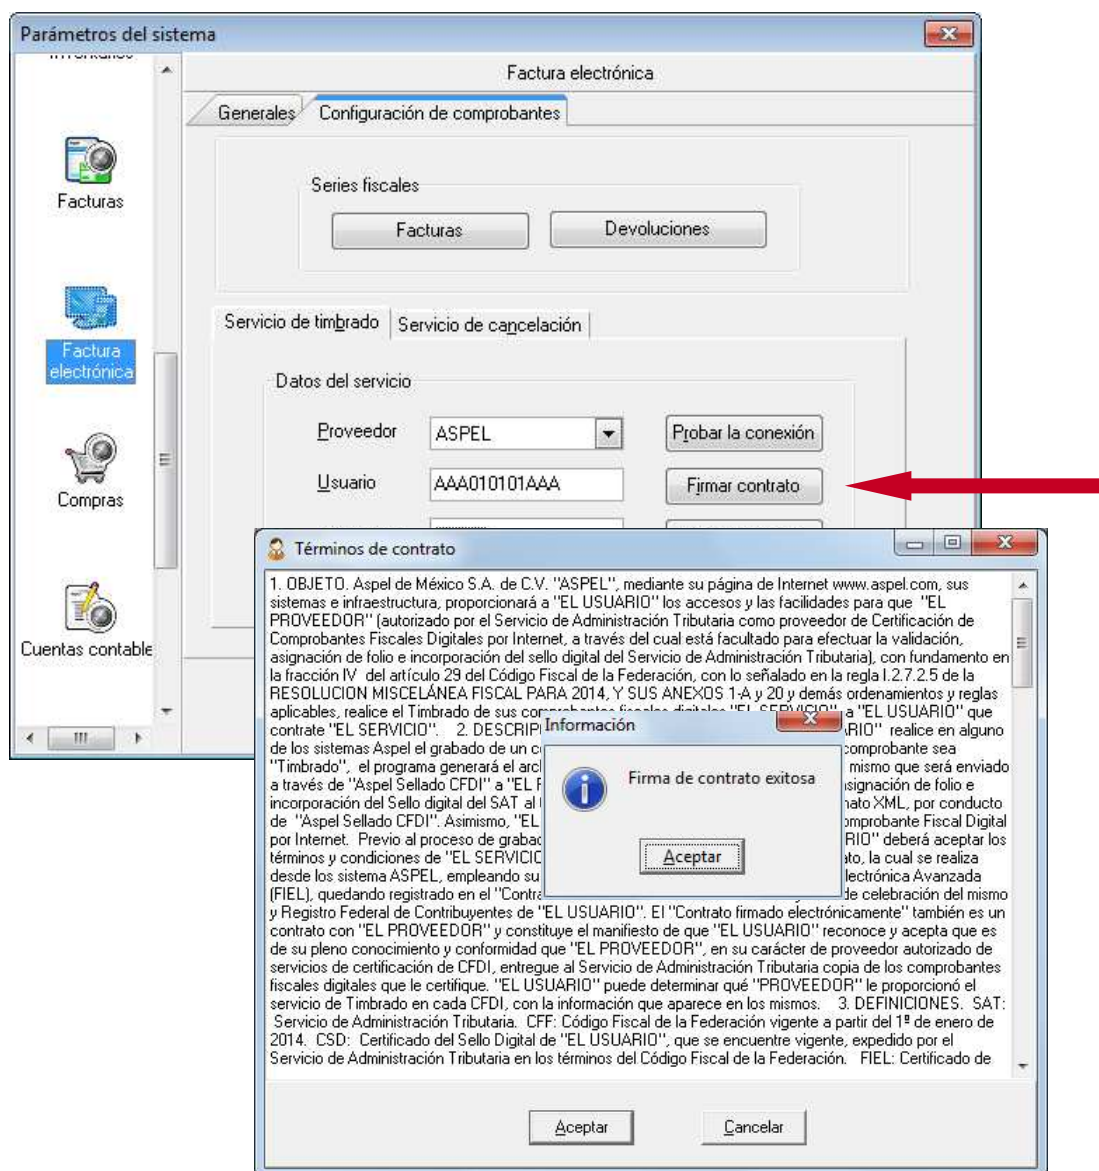 Parámetros del sistema
Factura electrónica
Generales
Configuración de comprobantes
Facturas
Factura
electrónica
Compras
Cuentas contable
Series fiscales
Facturas
Devoluciones
Servicio de timbrado
Servicio de cancelación
Datos del servicio
Proveedor
ASPEL
Probar la conexión
Usuario
AAA010101AAA
Firmar contrato
Términos de contrato
1. OBJETO. Aspel de México S.A. de C.V. "ASPEL", mediante su página de Internet www.aspel.com, sus
sistemas e infraestructura, proporcionará a "EL USUARIO" los accesos y las facilidades para que "EL
PROVEEDOR" (autorizado por el Servicio de Administración Tributaria como proveedor de Certificación de
Comprobantes Fiscales Digitales por Internet, a través del cual está facultado para efectuar la validación,
asignación de folio e incorporación del sello digital del Servicio de Administración Tributaria), con fundamento en
la fracción IV del artículo 29 del Código Fiscal de la Federación, con lo señalado en la regla I.2.7.2.5 de la
RESOLUCION MISCELÁNEA FISCAL PARA 2014, Y SUS ANEXOS 1-A y 20 y demás ordenamientos y reglas
aplicables, realice el Timbrado de sus comprobantes fiscales digitales "EL SERVICIO" a "EL USUARIO" que
contrate "EL SERVICIO". 2. DESCRIP ARIO" realice en alguno
de los sistemas Aspel el grabado de un c comprobante sea
"Timbrado", el programa generará el arc mismo que será enviado
a través de "Aspel Sellado CFDI" a "EL signación de folio e
incorporación del Sello digital del SAT al XML, por conducto
de "Aspel Sellado CFDI". Asimismo, "EL omprobante Fiscal Digital
por Internet. Previo al proceso de grabac RIO" deberá aceptar los
términos y condiciones de "EL SERVICIO to, la cual se realiza
desde los sistema ASPEL, empleando su lectrónica Avanzada
(FIEL), quedando registrado en el "Contra de celebración del mismo
y Registro Federal de Contribuyentes de "EL USUARIO". El "Contrato firmado electrónicamente" también es un
contrato con "EL PROVEEDOR" y constituye el manifiesto de que "EL USUARIO" reconoce y acepta que es
de su pleno conocimiento y conformidad que "EL PROVEEDOR", en su carácter de proveedor autorizado de
servicios de certificación de CFDI, entregue al Servicio de Administración Tributaria copia de los comprobantes
fiscales digitales que le certifique. "EL USUARIO" puede determinar qué "PROVEEDOR" le proporcionó el
servicio de Timbrado en cada CFDI, con la información que aparece en los mismos. 3. DEFINICIONES. SAT:
Servicio de Administración Tributaria. CFF: Código Fiscal de la Federación vigente a partir del 1º de enero de
2014. CSD: Certificado del Sello Digital de "EL USUARIO", que se encuentre vigente, expedido por el
Servicio de Administración Tributaria en los términos del Código Fiscal de la Federación. FIEL: Certificado de
Información
Firma de contrato exitosa
Aceptar
Aceptar
Cancelar